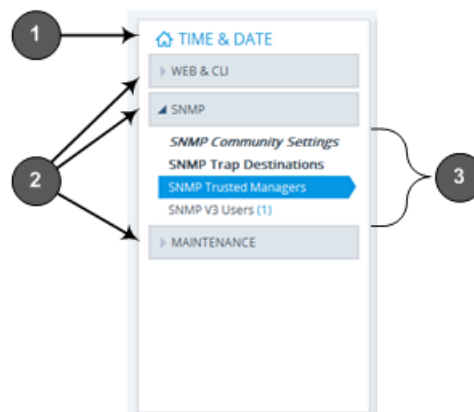 1
TIME & DATE
WEB & CLI
SNMP
SNMP Community Settings
SNMP Trap Destinations
2
SNMP Trusted Managers
3
SNMP V3 Users (1)
MAINTENANCE